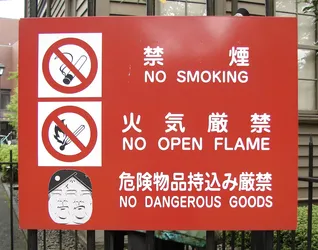 禁煙
NO SMOKING
火気厳禁
NO OPEN FLAME
危険物品持込み厳禁
NO DANGEROUS GOODS